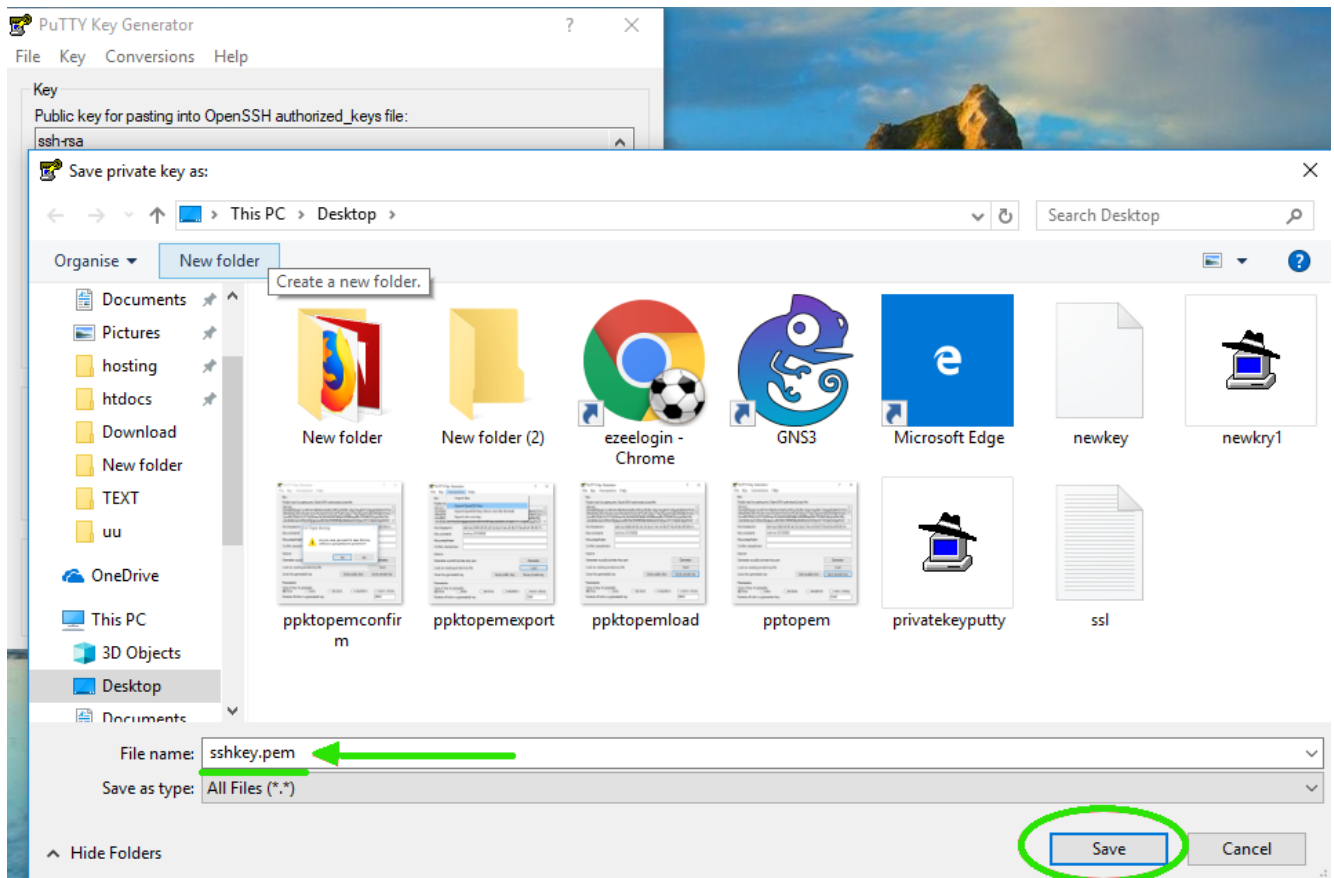 PuTTY Key Generator
?
File Key Conversions Help
Key
Public key for pasting into OpenSSH authorized_keys file:
ssh-rsa
Save private key as:
This PC > Desktop >
Search Desktop
Organise
New folder
?
Create a new folder.
Documents
Pictures
hosting
htdocs
Download
New folder
TEXT
uu
OneDrive
This PC
3D Objects
Desktop
Documents
New folder
New folder (2)
ezeelogin -
Chrome
GNS3
Microsoft Edge
newkey
newkry1
ppktopemconfir
m
ppktopemexport
ppktopemload
pptopem
privatekeyputty
ssl
File name: sshkey.pem
Save as type: All Files (*.*)
Hide Folders
Save
Cancel